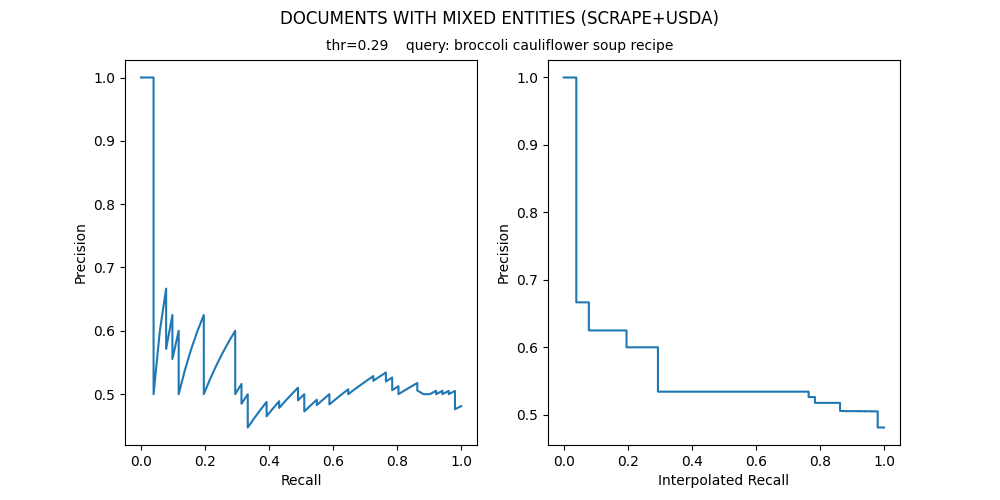 DOCUMENTS WITH MIXED ENTITIES (SCRAPE+USDA)
thr=0.29    query: broccoli cauliflower soup recipe
1.0
0.9
0.8
0.7
0.6
0.5
Precision
0.0 0.2 0.4 0.6 0.8 1.0
Recall
1.0
0.9
0.8
0.7
0.6
0.5
Precision
0.0 0.2 0.4 0.6 0.8 1.0
Interpolated Recall